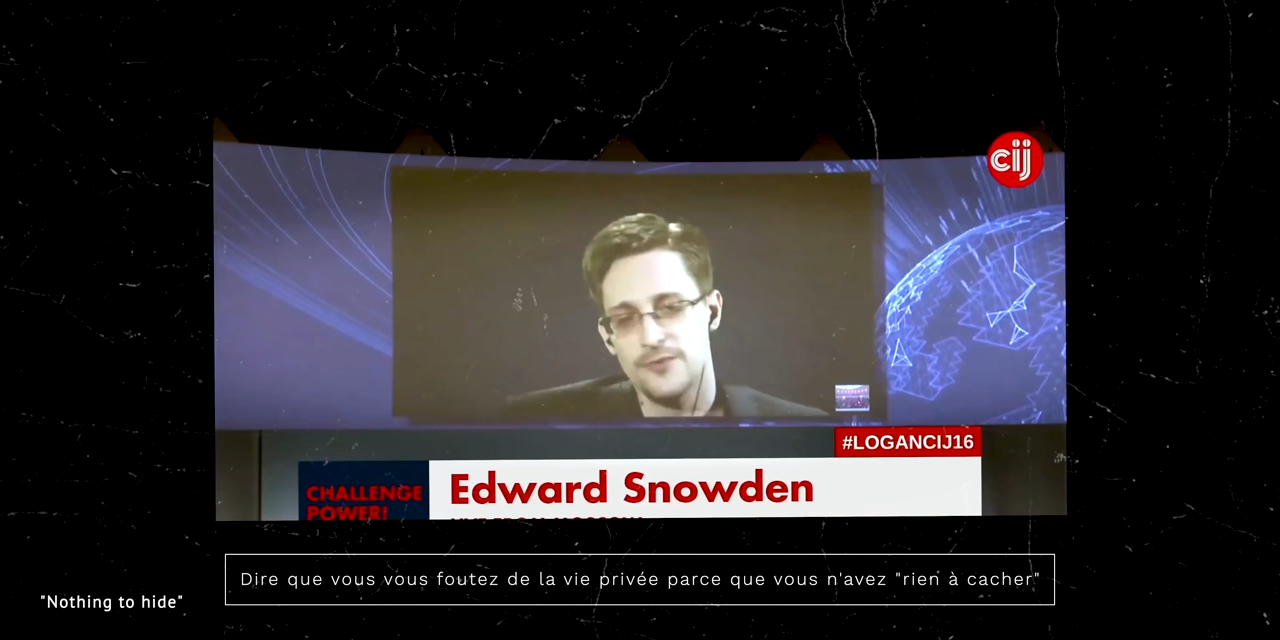 cij
#LOGANCIJ16
CHALLENGE
POWER!
Edward Snowden
Dire que vous vous foutez de la vie privée parce que vous n'avez "rien à cacher"
"Nothing to hide"